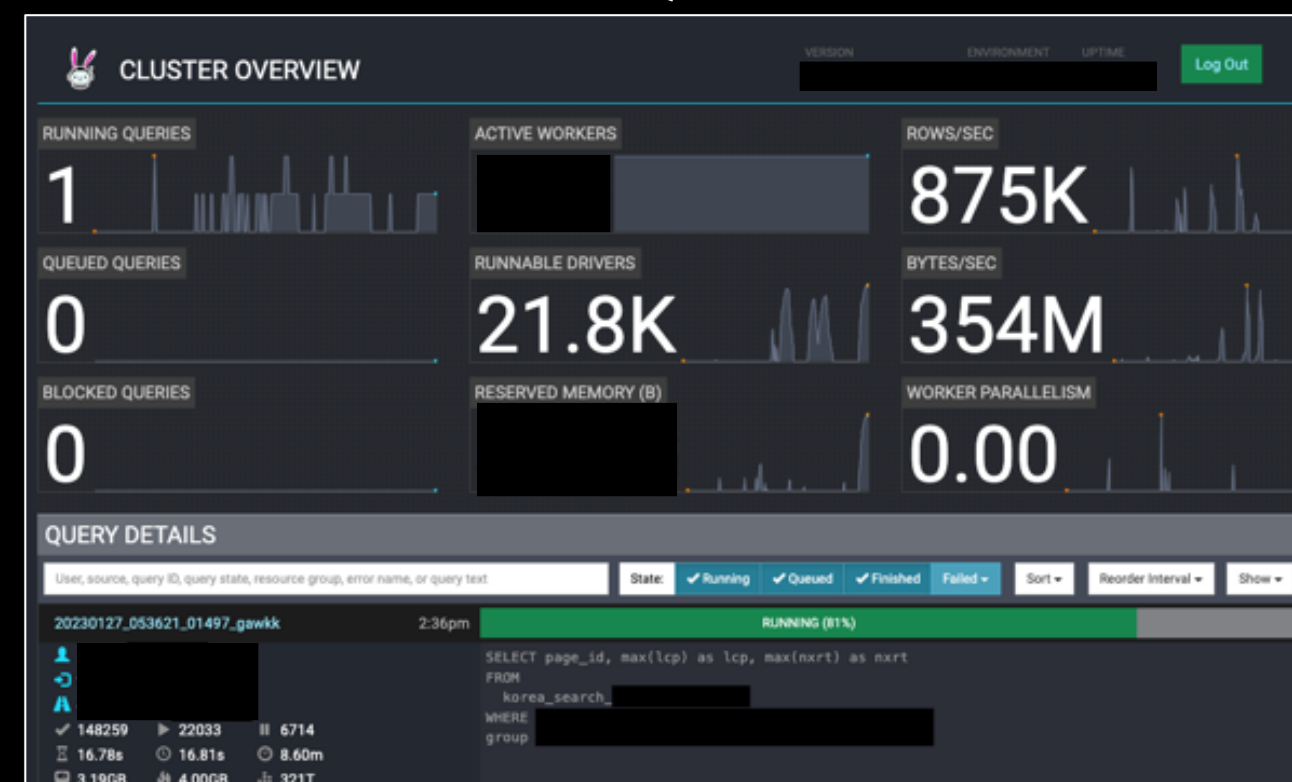 CLUSTER OVERVIEW
VERSION
ENVIRONMENT
UPTIME
Log Out
RUNNING QUERIES
1
ACTIVE WORKERS
ROWS/SEC
875K
QUEUED QUERIES
0
RUNNABLE DRIVERS
21.8K
BYTES/SEC
354M
BLOCKED QUERIES
0
RESERVED MEMORY (B)
WORKER PARALLELISM
0.00
QUERY DETAILS
User, source, query ID, query state, resource group, error name, or query text
State:
Running
Queued
Finished
Failed
Sort
Reorder Interval
Show
20230127_053621_01497_gawkk
2:36pm
RUNNING (81%)
SELECT page_id, max(lcp) as lcp, max(nxrt) as nxrt
FROM
korea_search_
WHERE
group
148259 22033 6714
16.78s 16.81s 8.60m
3.19GB 4.00GB 321T